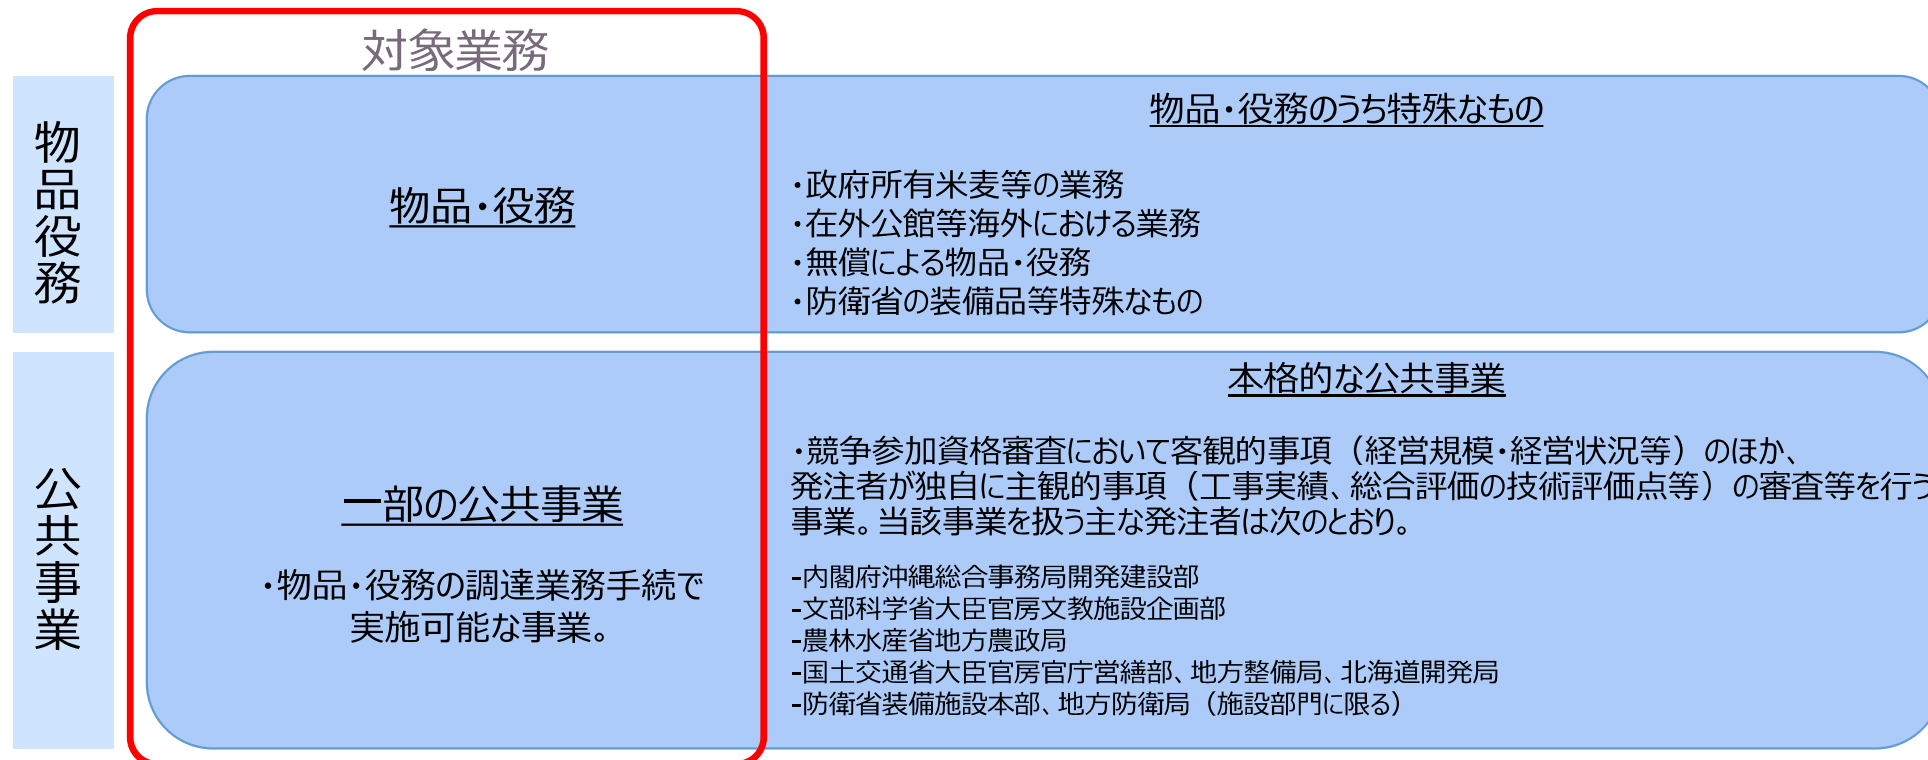 対象業務
物品役務
物品・役務
物品・役務のうち特殊なもの
・政府所有米麦等の業務
・在外公館等海外における業務
・無償による物品・役務
・防衛省の装備品等特殊なもの
公共事業
一部の公共事業
・物品・役務の調達業務手続で
実施可能な事業。
本格的な公共事業
・競争参加資格審査において客観的事項（経営規模・経営状況等）のほか、
発注者が独自に主観的事項（工事実績、総合評価の技術評価点等）の審査等を行う
事業。当該事業を扱う主な発注者は次のとおり。
-内閣府沖縄総合事務局開発建設部
-文部科学省大臣官房文教施設企画部
-農林水産省地方農政局
-国土交通省大臣官房官庁営繕部、地方整備局、北海道開発局
-防衛省装備施設本部、地方防衛局（施設部門に限る）